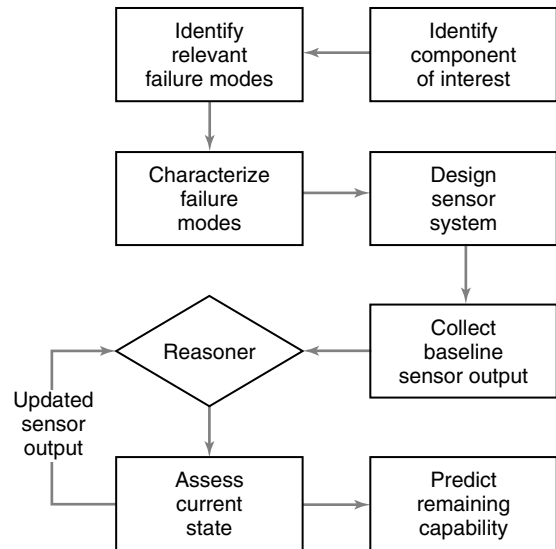 Identify
relevant
failure modes
Identify
component
of interest
Characterize
failure
modes
Design
sensor
system
Reasoner
Collect
baseline
sensor output
Updated
sensor
output
Assess
current
state
Predict
remaining
capability